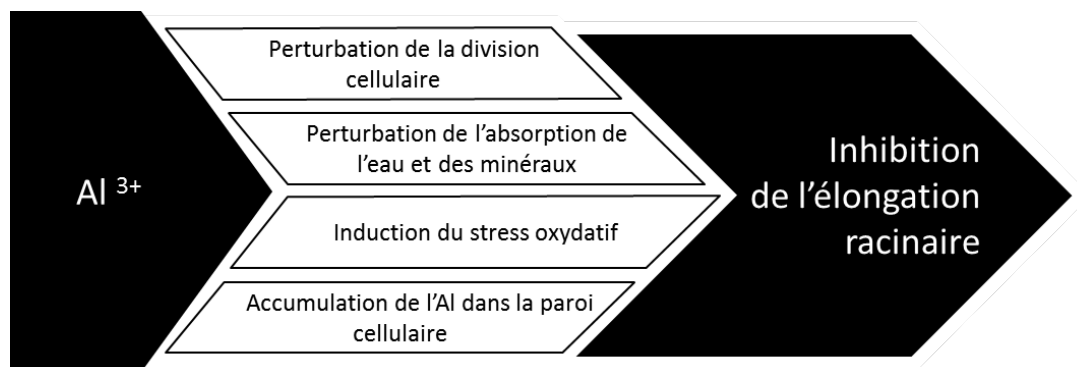 Al 3+
Perturbation de la division
cellulaire
Perturbation de l’absorption de
l’eau et des minéraux
Induction du stress oxydatif
Accumulation de l’Al dans la paroi
cellulaire
Inhibition
de l’élongation
racinaire